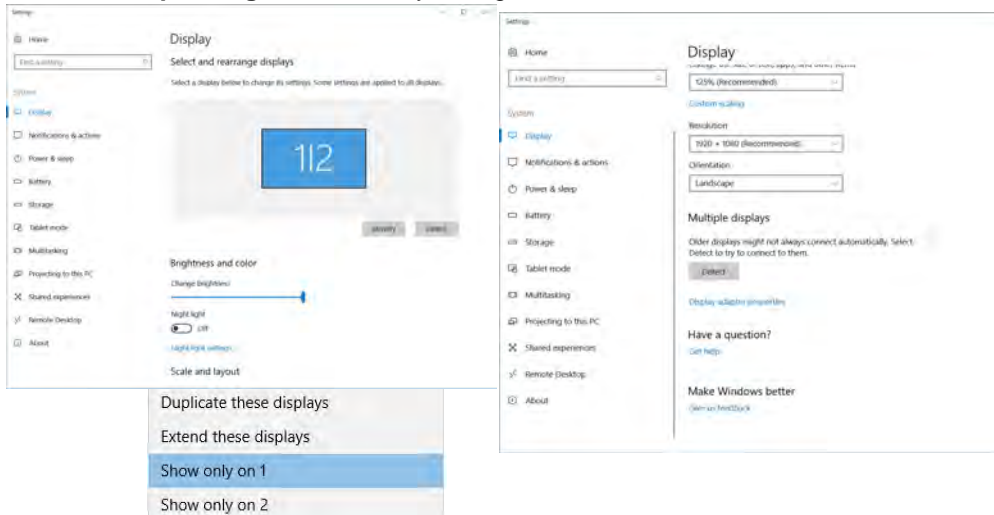 Settings
Home
Display
Select and rearrange displays
Find a setting
Select a display below to change its settings. Some settings are applied to all displays.
System
Display
1|2
Notifications & actions
Power & sleep
Battery
Storage
Tablet mode
Identify Detect
Multitasking
Projecting to this PC
Shared experiences
Remote Desktop
About
Brightness and color
Change brightness
Night light
Off
Night light settings
Scale and layout
Duplicate these displays
Extend these displays
Show only on 1
Show only on 2
Settings
Home
Find a setting
System
Display
Notifications & actions
Power & sleep
Battery
Storage
Tablet mode
Multitasking
Projecting to this PC
Shared experiences
Remote Desktop
About
Display
125% (Recommended)
Custom scaling
Resolution
1920 × 1080 (Recommended)
Orientation
Landscape
Multiple displays
Older displays might not always connect automatically. Select
Detect to try to connect to them.
Detect
Display adapter properties
Have a question?
Get help
Make Windows better
Give us feedback